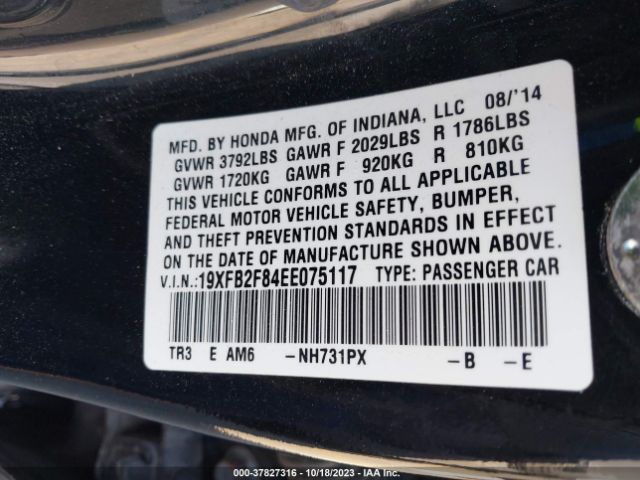 MFD. BY HONDA MFG. OF INDIANA, LLC 08/'14
GVWR 3792LBS GAWR F 2029LBS R 1786LBS
GVWR 1720KG GAWR F 920KG R 810KG
THIS VEHICLE CONFORMS TO ALL APPLICABLE
FEDERAL MOTOR VEHICLE SAFETY, BUMPER,
AND THEFT PREVENTION STANDARDS IN EFFECT
ON THE DATE OF MANUFACTURE SHOWN ABOVE.
V.I.N.:19XFB2F84EE075117 TYPE: PASSENGER CAR
TR3 E AM6 -NH731PX -B -E
000-37827316 - 10/18/2023 - IAA Inc.